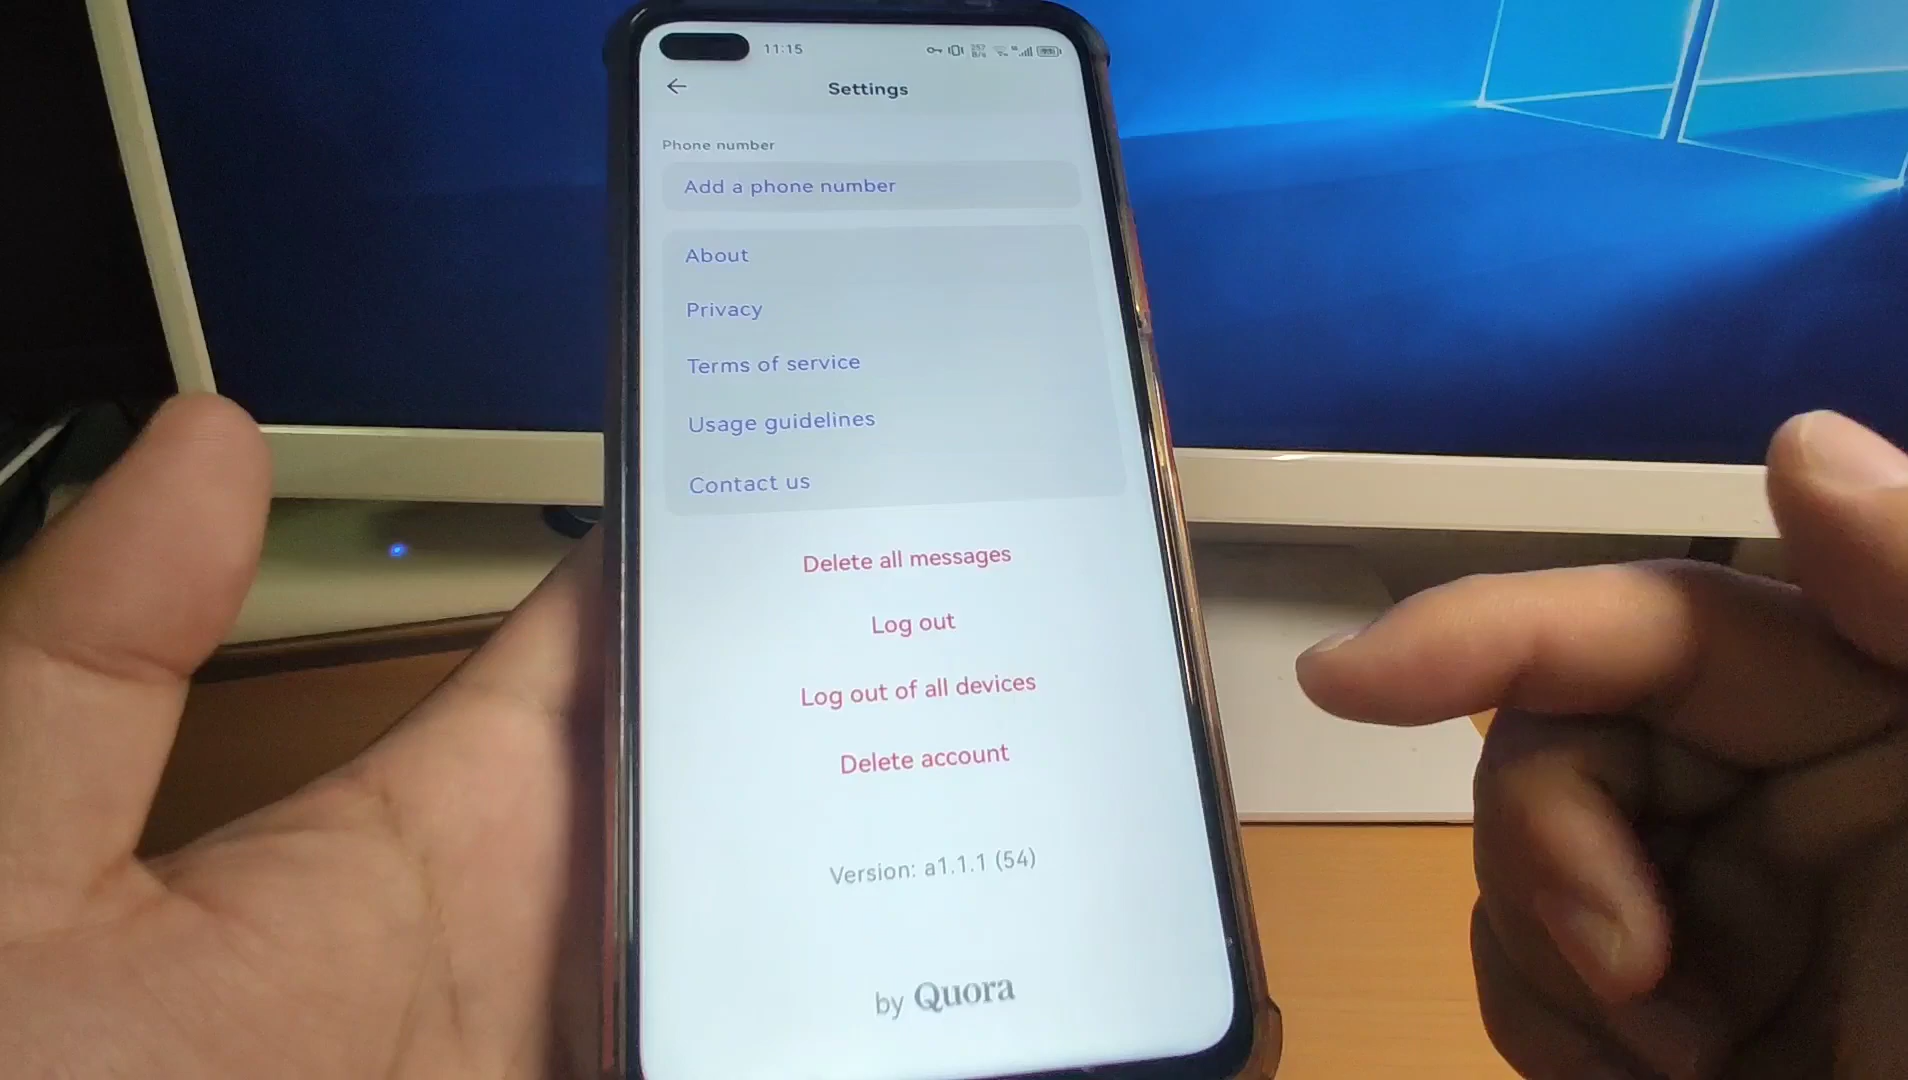 11:15
Settings
Phone number
Add a phone number
About
Privacy
Terms of service
Usage guidelines
Contact us
Delete all messages
Log out
Log out of all devices
Delete account
Version: a1.1.1 (54)
by Quora